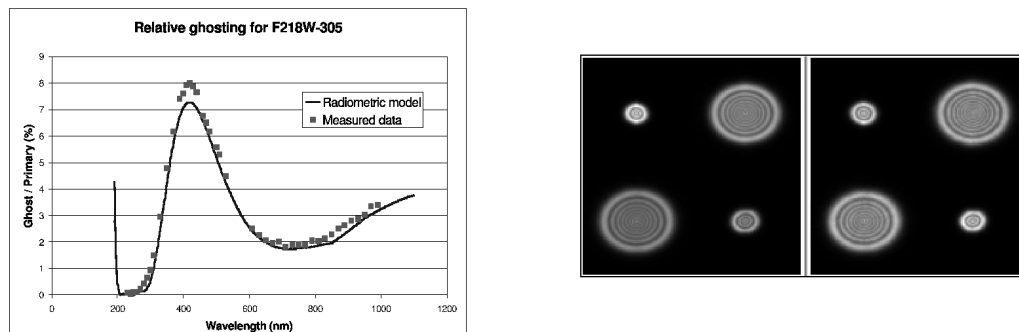 Relative ghosting for F218W-305
Ghost / Primary (%)
9
8
7
6
5
4
3
2
1
0
Radiometric model
Measured data
0 200 400 600 800 1000 1200
Wavelength (nm)